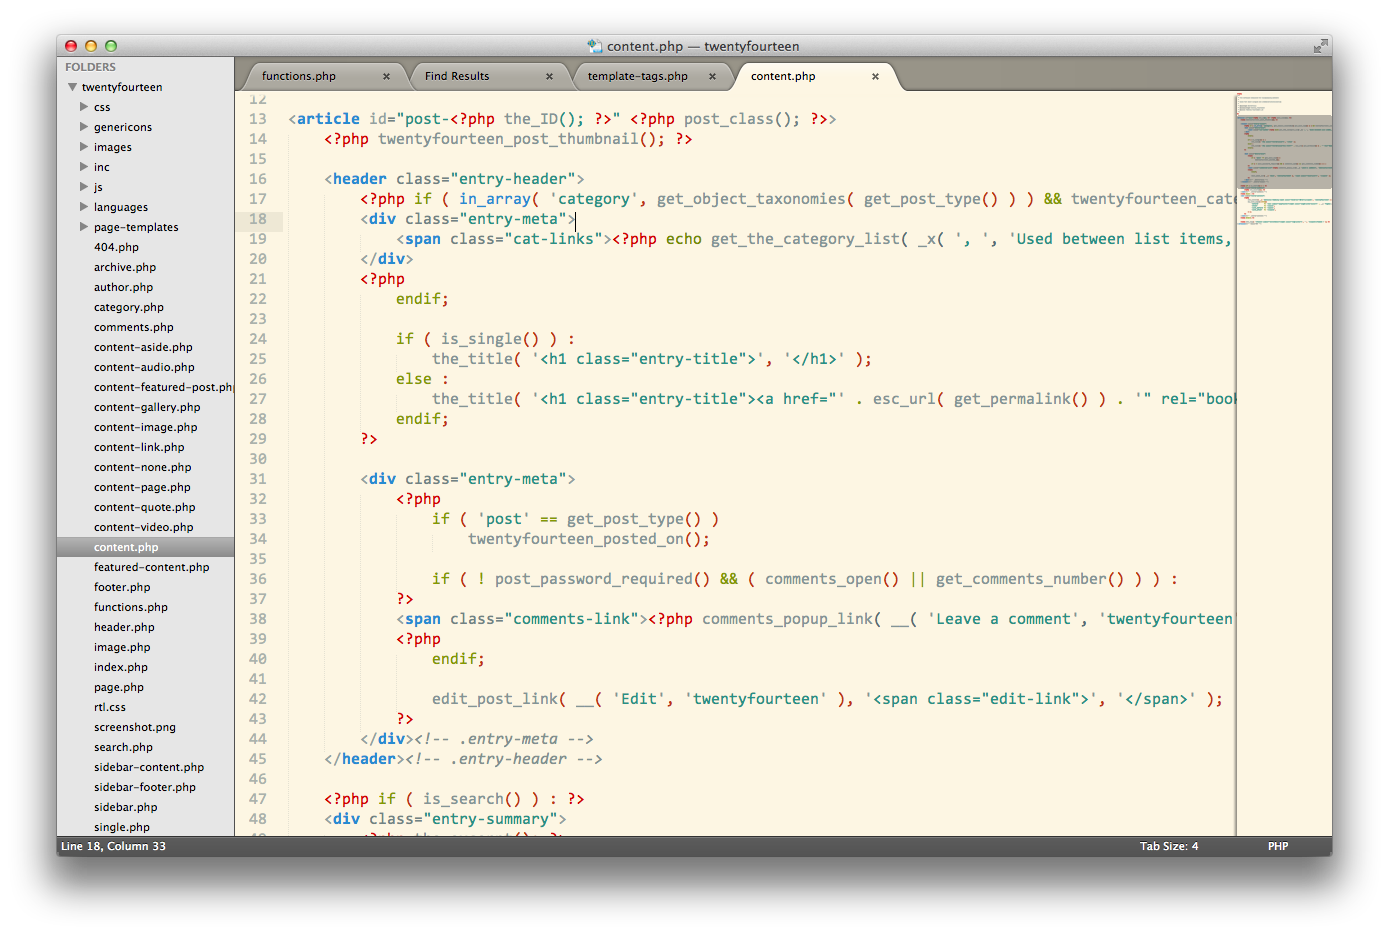 content.php — twentyfourteen
FOLDERS
twentyfourteen
css
genericons
images
inc
js
languages
page-templates
404.php
archive.php
author.php
category.php
comments.php
content-aside.php
content-audio.php
content-featured-post.php
content-gallery.php
content-image.php
content-link.php
content-none.php
content-page.php
content-quote.php
content-video.php
content.php
featured-content.php
footer.php
functions.php
header.php
image.php
index.php
page.php
rtl.css
screenshot.png
search.php
sidebar-content.php
sidebar-footer.php
sidebar.php
single.php
functions.php × Find Results × template-tags.php × content.php ×
12
13 <article id="post-<?php the_ID(); ?>" <?php post_class(); ?>>
14 <?php twentyfourteen_post_thumbnail(); ?>
15
16 <header class="entry-header">
17 <?php if ( in_array( 'category', get_object_taxonomies( get_post_type() ) ) && twentyfourteen_cate
18 <div class="entry-meta">
19 <span class="cat-links"><?php echo get_the_category_list( _x( ', ', 'Used between list items,
20 </div>
21 <?php
22 endif;
23
24 if ( is_single() ) :
25 the_title( '<h1 class="entry-title">', '</h1>' );
26 else :
27 the_title( '<h1 class="entry-title"><a href="' . esc_url( get_permalink() ) . '" rel="book
28 endif;
29 ?>
30
31 <div class="entry-meta">
32 <?php
33 if ( 'post' == get_post_type() )
34 twentyfourteen_posted_on();
35
36 if ( ! post_password_required() && ( comments_open() || get_comments_number() ) ) :
37 ?>
38 <span class="comments-link"><?php comments_popup_link( __( 'Leave a comment', 'twentyfourteen'
39 <?php
40 endif;
41
42 edit_post_link( __( 'Edit', 'twentyfourteen' ), '<span class="edit-link">', '</span>' );
43 ?>
44 </div><!-- .entry-meta -->
45 </header><!-- .entry-header -->
46
47 <?php if ( is_search() ) : ?>
48 <div class="entry-summary">
Line 18, Column 33
Tab Size: 4
PHP